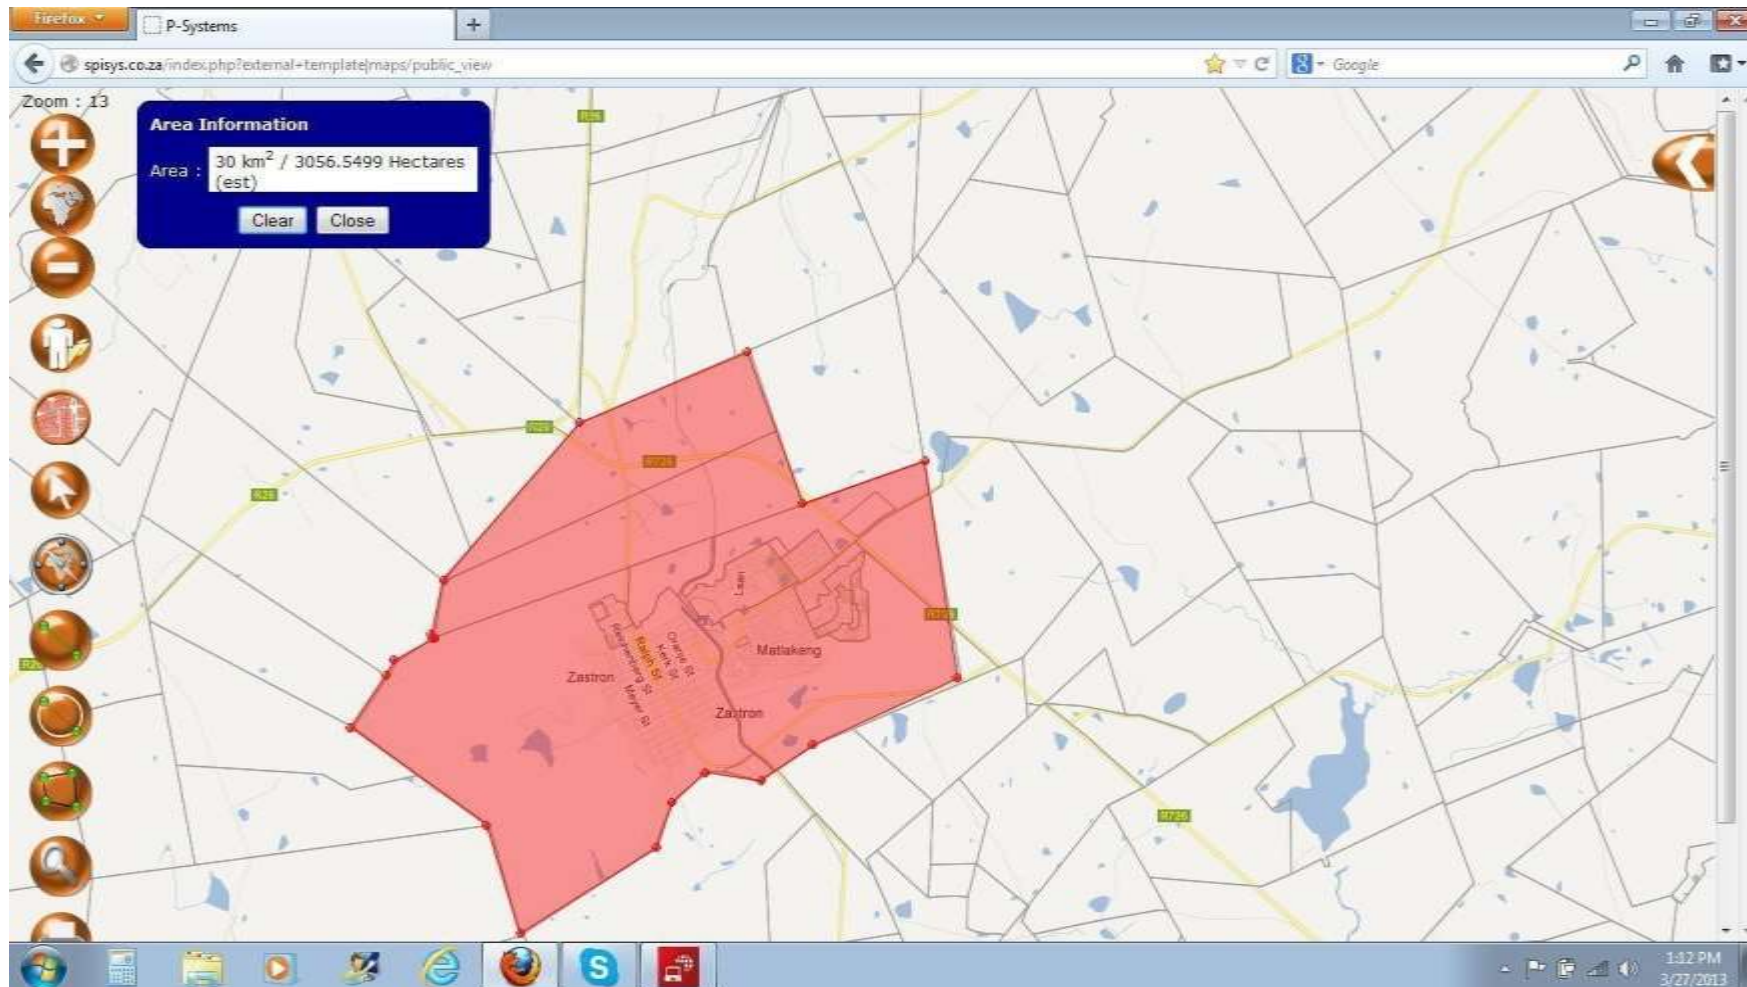 Firefox
P-Systems
spisys.co.za/index.php?external+template|maps/public_view
Google
Zoom : 13
Area Information
Area :
30 km² / 3056.5499 Hectares
(est)
Clear
Close
R26
R26
R726
R26
R726
Leen
Matlakeng
Oranje St
Kerk St
Ralph St
Meyer St
Zastron
Zastron
R726
1:12 PM
3/27/2013